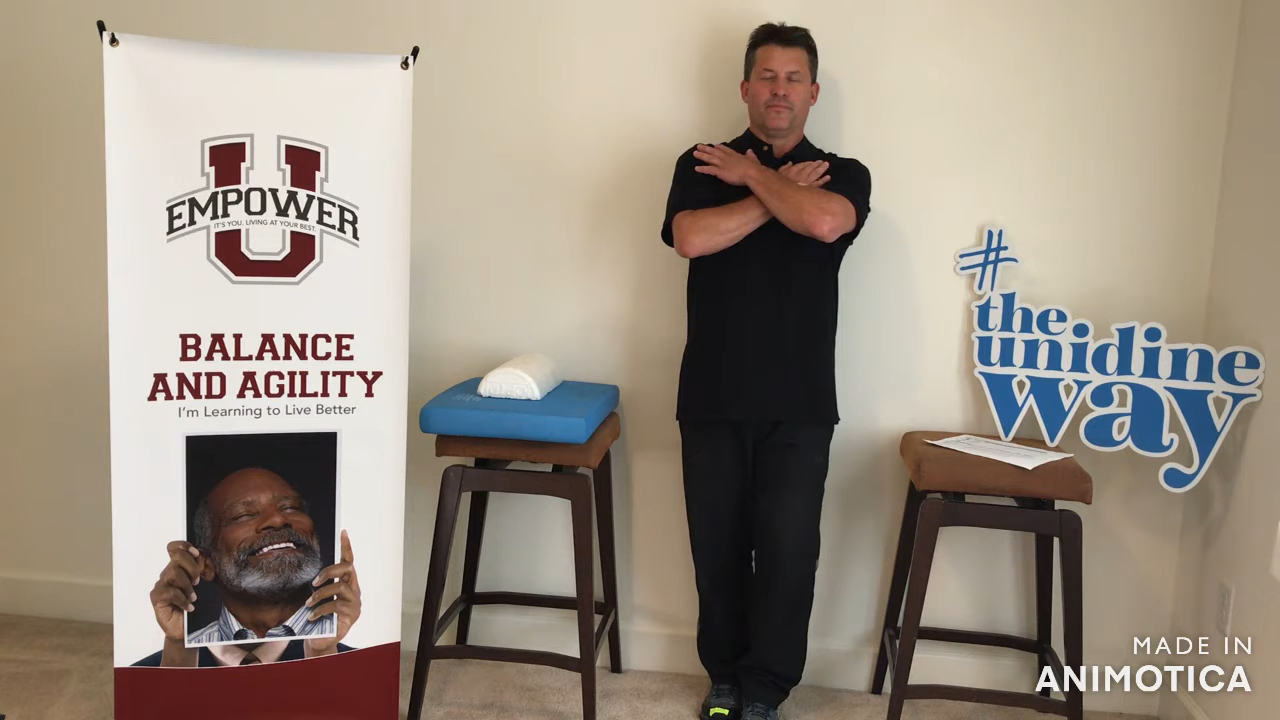 EMPOWER
IT'S YOU. LIVING AT YOUR BEST.
U
BALANCE
AND AGILITY
I'm Learning to Live Better
#
the
unidine
way
MADE IN
ANIMOTICA